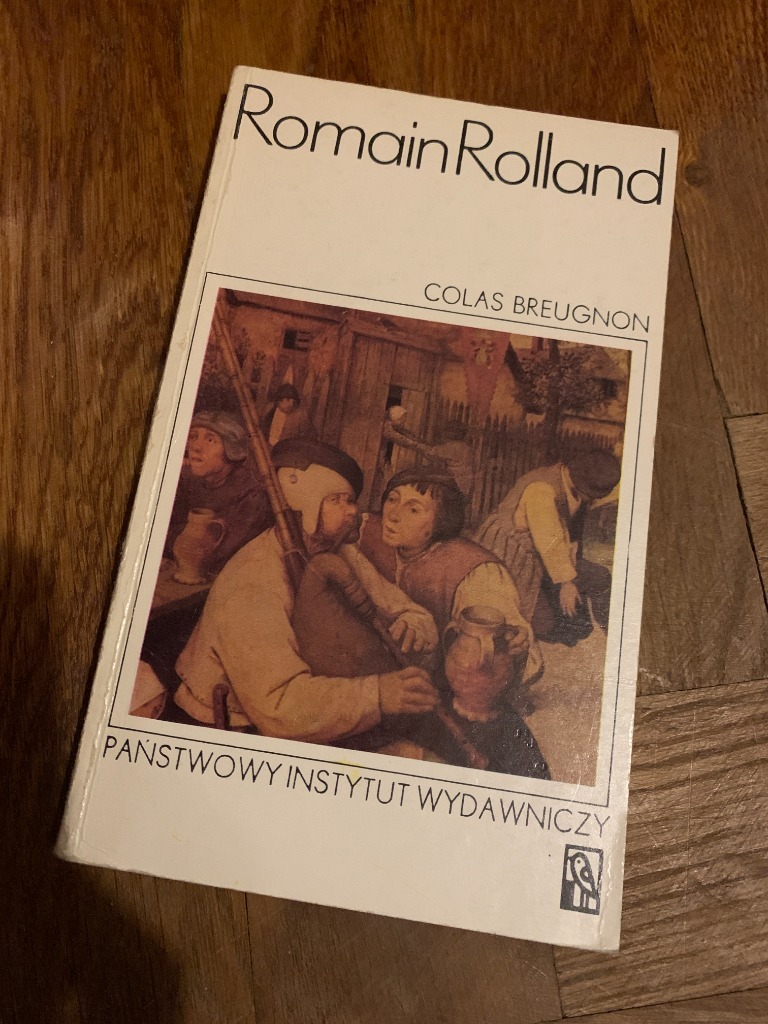 Romain Rolland
COLAS BREUGNON
PAŃSTWOWY INSTYTUT WYDAWNICZY